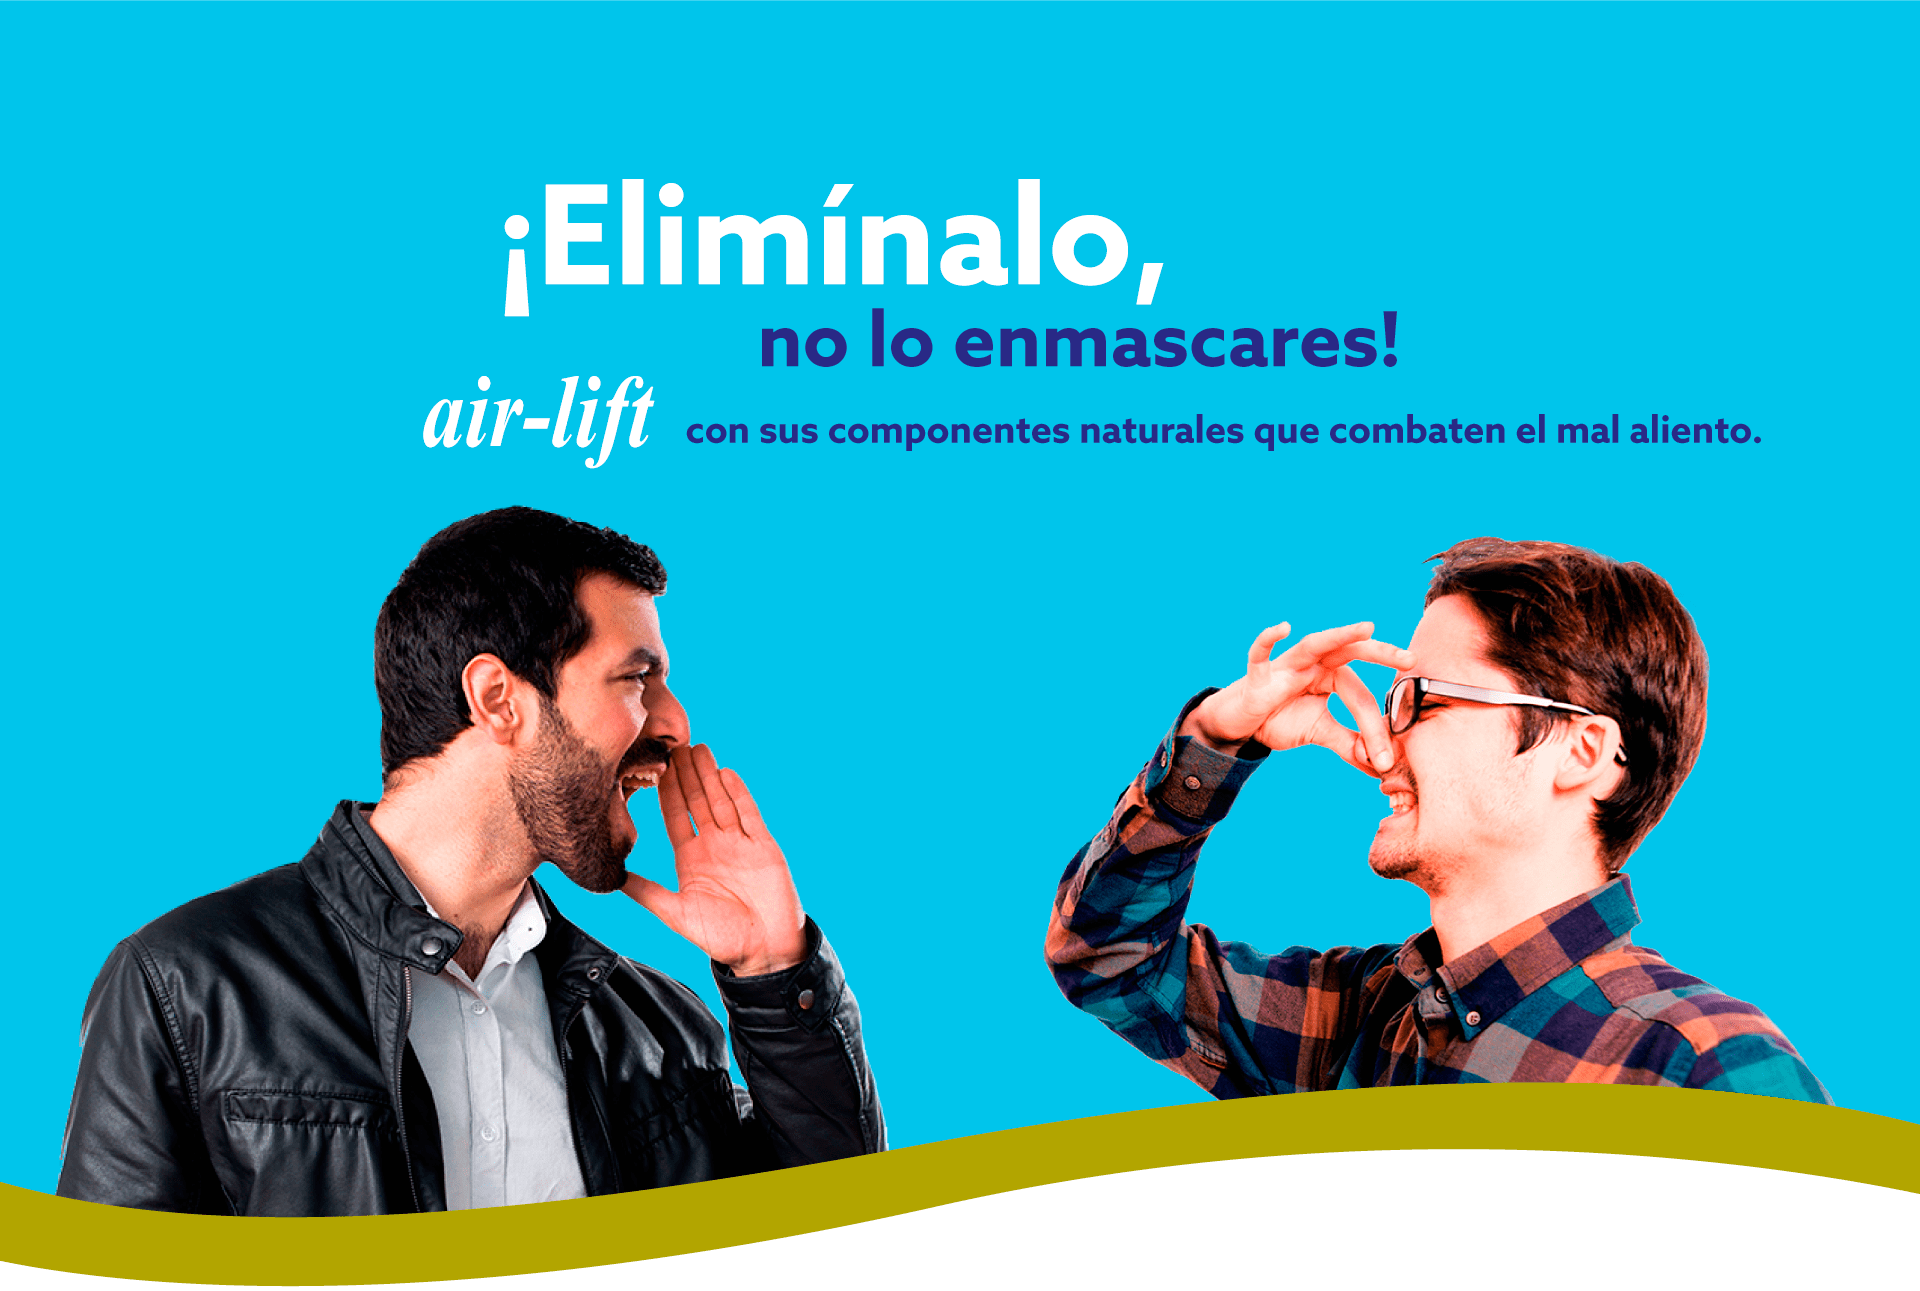 ¡Elimínalo,
no lo enmascares!
air-lift con sus componentes naturales que combaten el mal aliento.